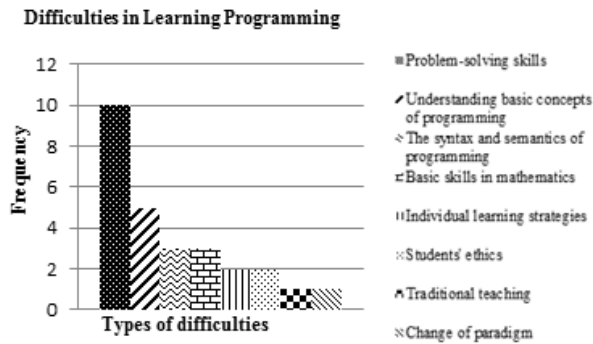 Difficulties in Learning Programming
12
10
8
6
4
2
0
Frequency
Types of difficulties
Problem-solving skills
Understanding basic concepts
of programming
The syntax and semantics of
programming
Basic skills in mathematics
Individual learning strategies
Students' ethics
Traditional teaching
Change of paradigm